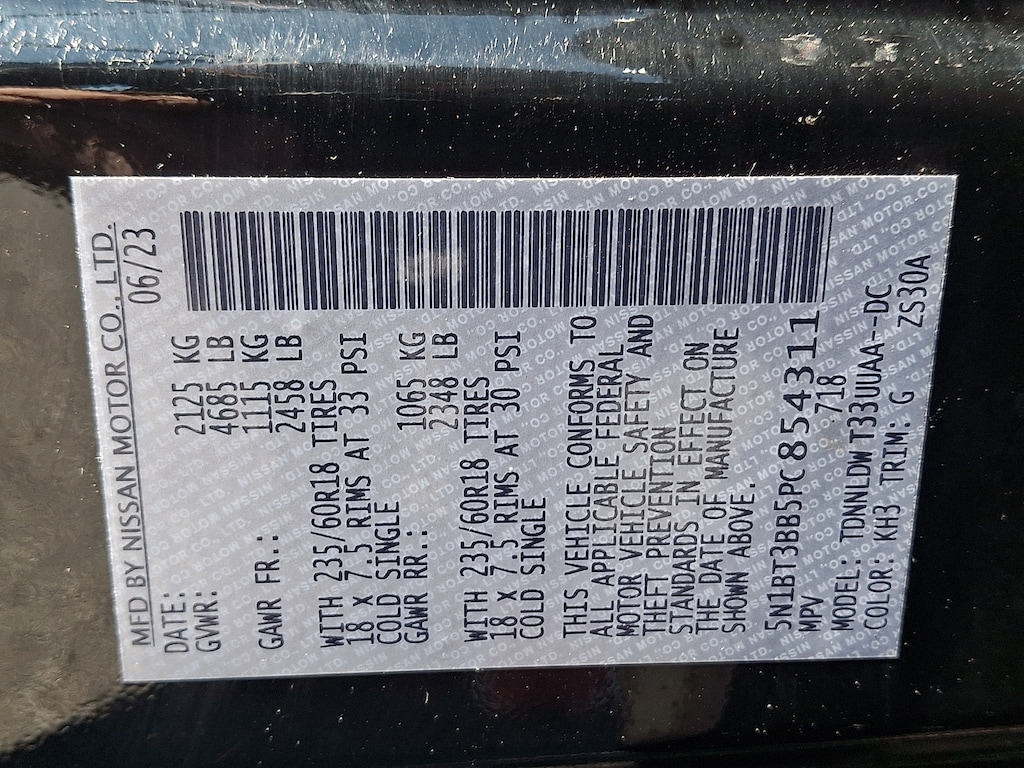 MFD BY NISSAN MOTOR CO., LTD.
DATE: 06/23
GVWR: 2125 KG
4685 LB
GAWR FR.: 1115 KG
2458 LB
WITH 235/60R18 TIRES
18 x 7.5 RIMS AT 33 PSI
COLD SINGLE
GAWR RR.: 1065 KG
2348 LB
WITH 235/60R18 TIRES
18 x 7.5 RIMS AT 30 PSI
COLD SINGLE
THIS VEHICLE CONFORMS TO
ALL APPLICABLE FEDERAL
MOTOR VEHICLE SAFETY AND
THEFT PREVENTION
STANDARDS IN EFFECT ON
THE DATE OF MANUFACTURE
SHOWN ABOVE.
5N1BT3BB5PC854311
MPV 718
MODEL: TDNNLDW T33UUAA--DC
COLOR: KH3 TRIM: G ZS30A